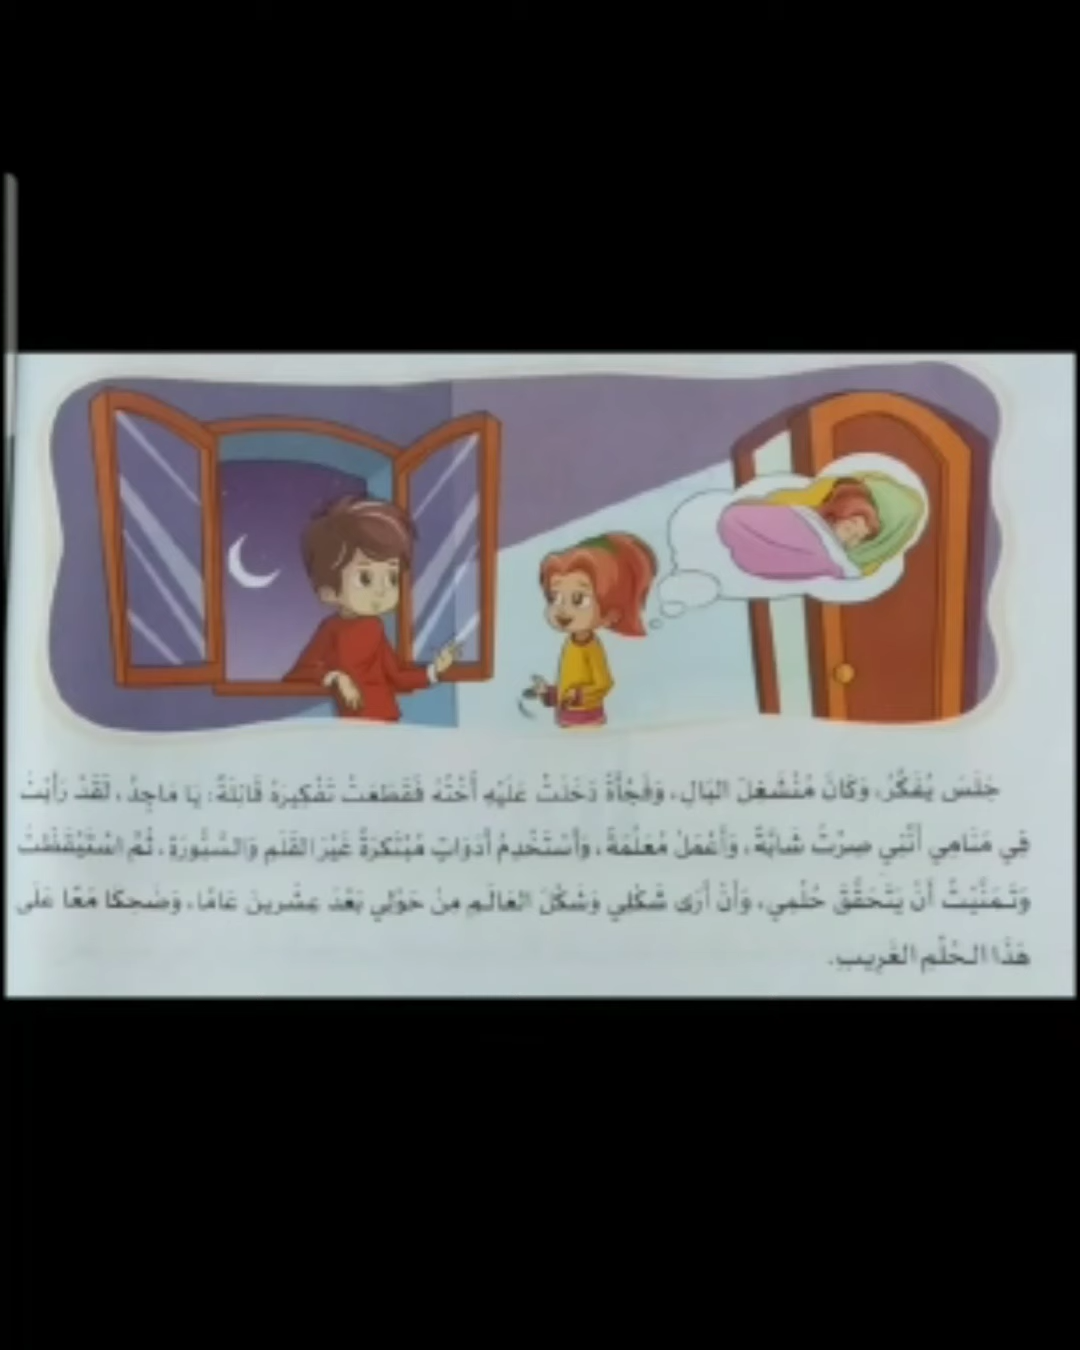 جَلَسَ يُفَكِّرُ، وَكَانَ مُنْشَغِلَ البَالِ، وَفَجْأَةً دَخَلَتْ عَلَيْهِ أُخْتُهُ فَقَطَعَتْ تَفْكِيرَهُ قَائِلَةً: يَا مَاجِدُ، لَقَدْ رَأَيْتُ
فِي مَنَامِي أَنَّنِي صِرْتُ شَابَّةً، وَأَعْمَلُ مُعَلِّمَةً، وَأَسْتَخْدِمُ أَدَوَاتٍ مُبْتَكَرَةً غَيْرَ القَلَمِ وَالسَّبُّورَةِ، ثُمَّ اسْتَيْقَظْتُ
وَتَمَنَّيْتُ أَنْ يَتَحَقَّقَ حُلْمِي، وَأَنْ أَرَى شَكْلِي وَشَكْلَ العَالَمِ مِنْ حَوْلِي بَعْدَ عِشْرِينَ عَامًا، وَضَحِكَا مَعًا عَلَى
هَذَا الحُلْمِ الغَرِيبِ.